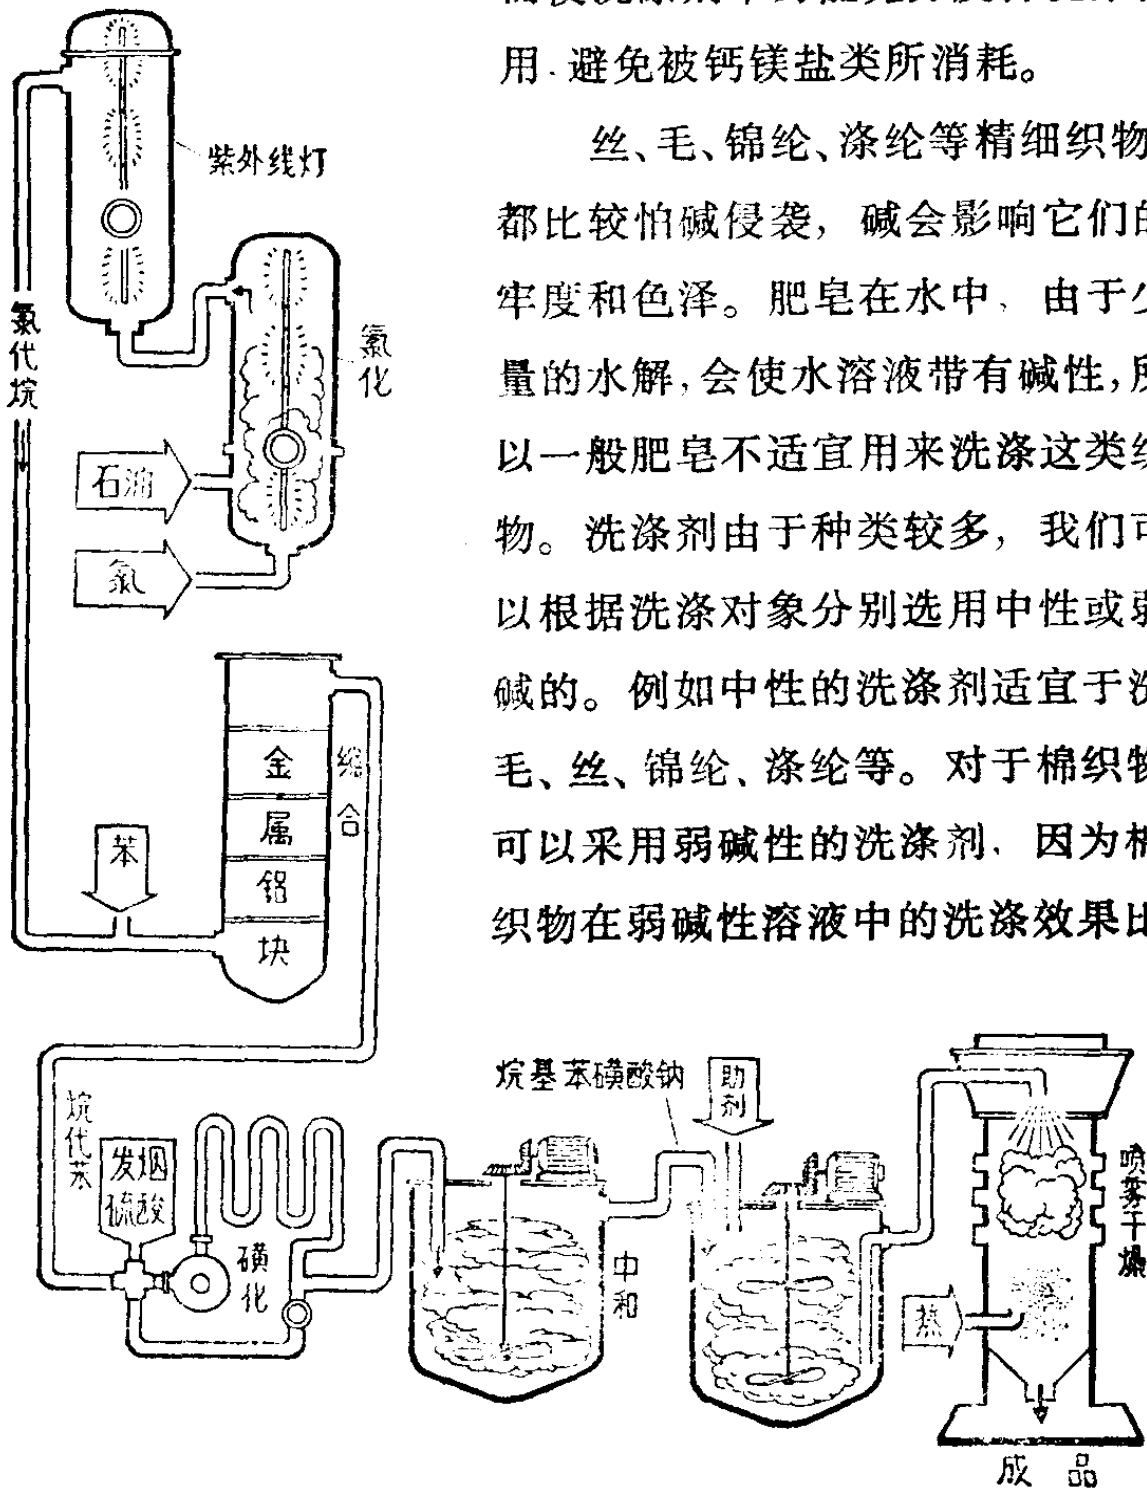 用 避免被钙镁盐类所消耗。
丝、毛、锦纶、涤纶等精细织物
都比较怕碱侵袭，碱会影响它们的
牢度和色泽。肥皂在水中、由于少
量的水解，会使水溶液带有碱性，所
以一般肥皂不适宜用来洗涤这类织
物。洗涤剂由于种类较多，我们可
以根据洗涤对象分别选用中性或弱
碱的。例如中性的洗涤剂适宜于洗
毛、丝、锦纶、涤纶等。对于棉织物
可以采用弱碱性的洗涤剂、因为棉
织物在弱碱性溶液中的洗涤效果比
紫外线灯
氯代烷
氯化
石油
氯
金属铝块
缩合
苯
烷代苯
发烟
硫酸
磺化
中和
烷基苯磺酸钠
助剂
喷雾干燥
热
成品